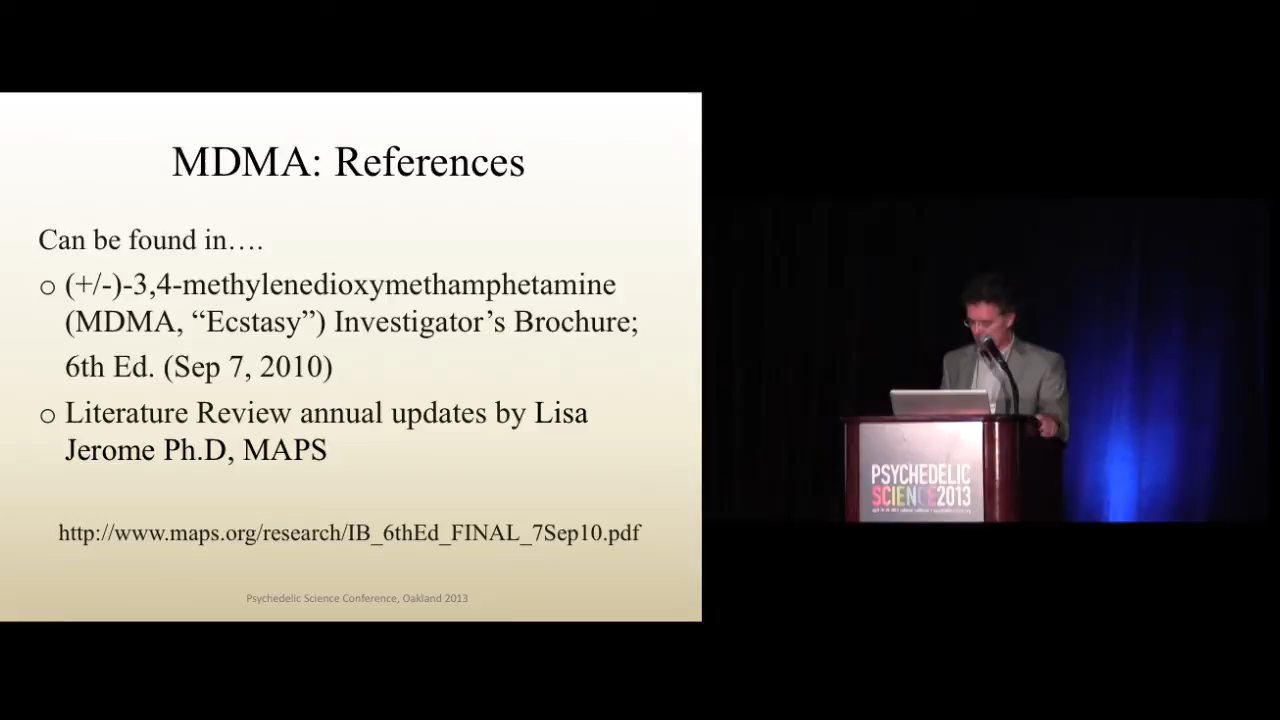 MDMA: References
Can be found in….
o (+/-)-3,4-methylenedioxymethamphetamine
(MDMA, “Ecstasy”) Investigator’s Brochure;
6th Ed. (Sep 7, 2010)
o Literature Review annual updates by Lisa
Jerome Ph.D, MAPS
http://www.maps.org/research/IB_6thEd_FINAL_7Sep10.pdf
Psychedelic Science Conference, Oakland 2013
PSYCHEDELIC
SCIENCE2013